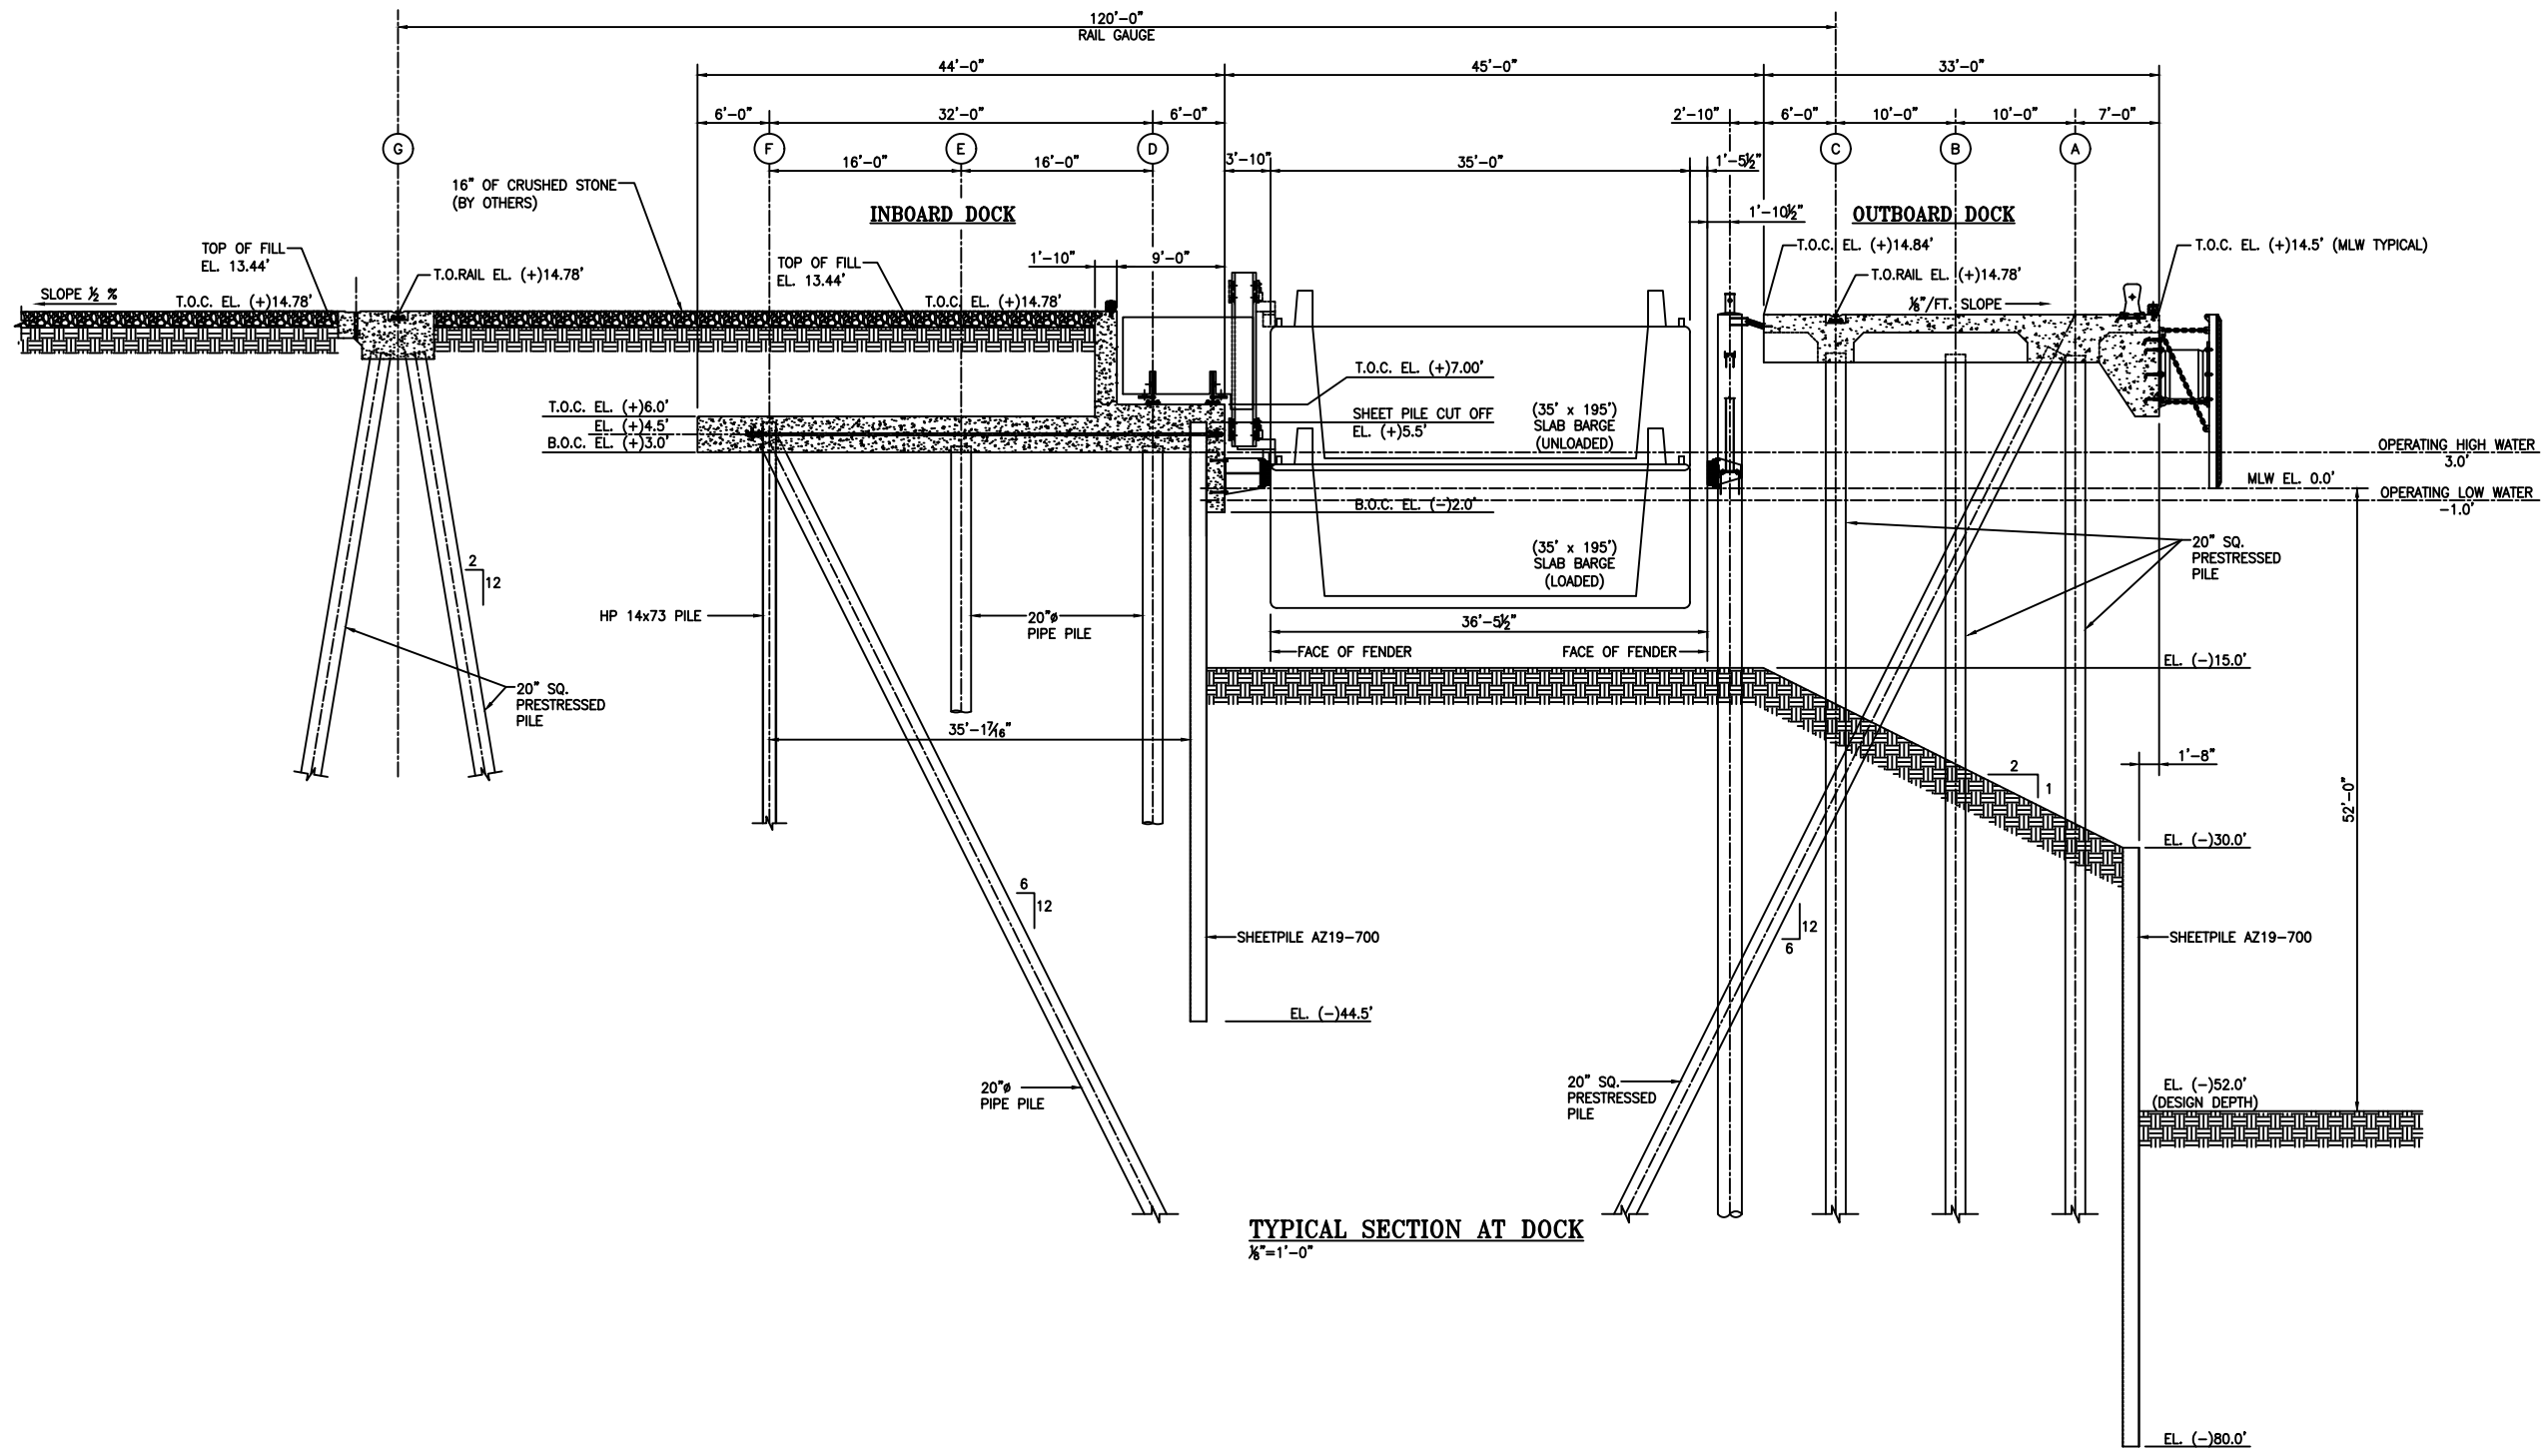 120'-0"
RAIL GAUGE
44'-0"
45'-0"
33'-0"
6'-0"
32'-0"
6'-0"
2'-10"
6'-0"
10'-0"
10'-0"
7'-0"
G
F
E
D
C
B
A
16'-0"
16'-0"
3'-10"
35'-0"
1'-5½"
16" OF CRUSHED STONE
(BY OTHERS)
INBOARD DOCK
1'-10½"
OUTBOARD DOCK
TOP OF FILL
EL. 13.44'
T.O.RAIL EL. (+)14.78'
TOP OF FILL
EL. 13.44'
1'-10"
9'-0"
T.O.C. EL. (+)14.84'
T.O.C. EL. (+)14.5' (MLW TYPICAL)
T.O.RAIL EL. (+)14.78'
SLOPE ½ %
T.O.C. EL. (+)14.78'
T.O.C. EL. (+)14.78'
⅛"/FT. SLOPE
T.O.C. EL. (+)7.00'
T.O.C. EL. (+)6.0'
EL. (+)4.5'
B.O.C. EL. (+)3.0'
SHEET PILE CUT OFF
EL. (+)5.5'
(35' x 195')
SLAB BARGE
(UNLOADED)
OPERATING HIGH WATER
3.0'
MLW EL. 0.0'
OPERATING LOW WATER
-1.0'
B.O.C. EL. (-)2.0'
(35' x 195')
SLAB BARGE
(LOADED)
20" SQ.
PRESTRESSED
PILE
2
12
HP 14x73 PILE
20"ø
PIPE PILE
36'-5½"
FACE OF FENDER
FACE OF FENDER
EL. (-)15.0'
20" SQ.
PRESTRESSED
PILE
35'-1⁷⁄₁₆"
1'-8"
2
1
52'-0"
EL. (-)30.0'
6
12
12
6
SHEETPILE AZ19-700
SHEETPILE AZ19-700
EL. (-)44.5'
20"ø
PIPE PILE
20" SQ.
PRESTRESSED
PILE
EL. (-)52.0'
(DESIGN DEPTH)
TYPICAL SECTION AT DOCK
⅛"=1'-0"
EL. (-)80.0'